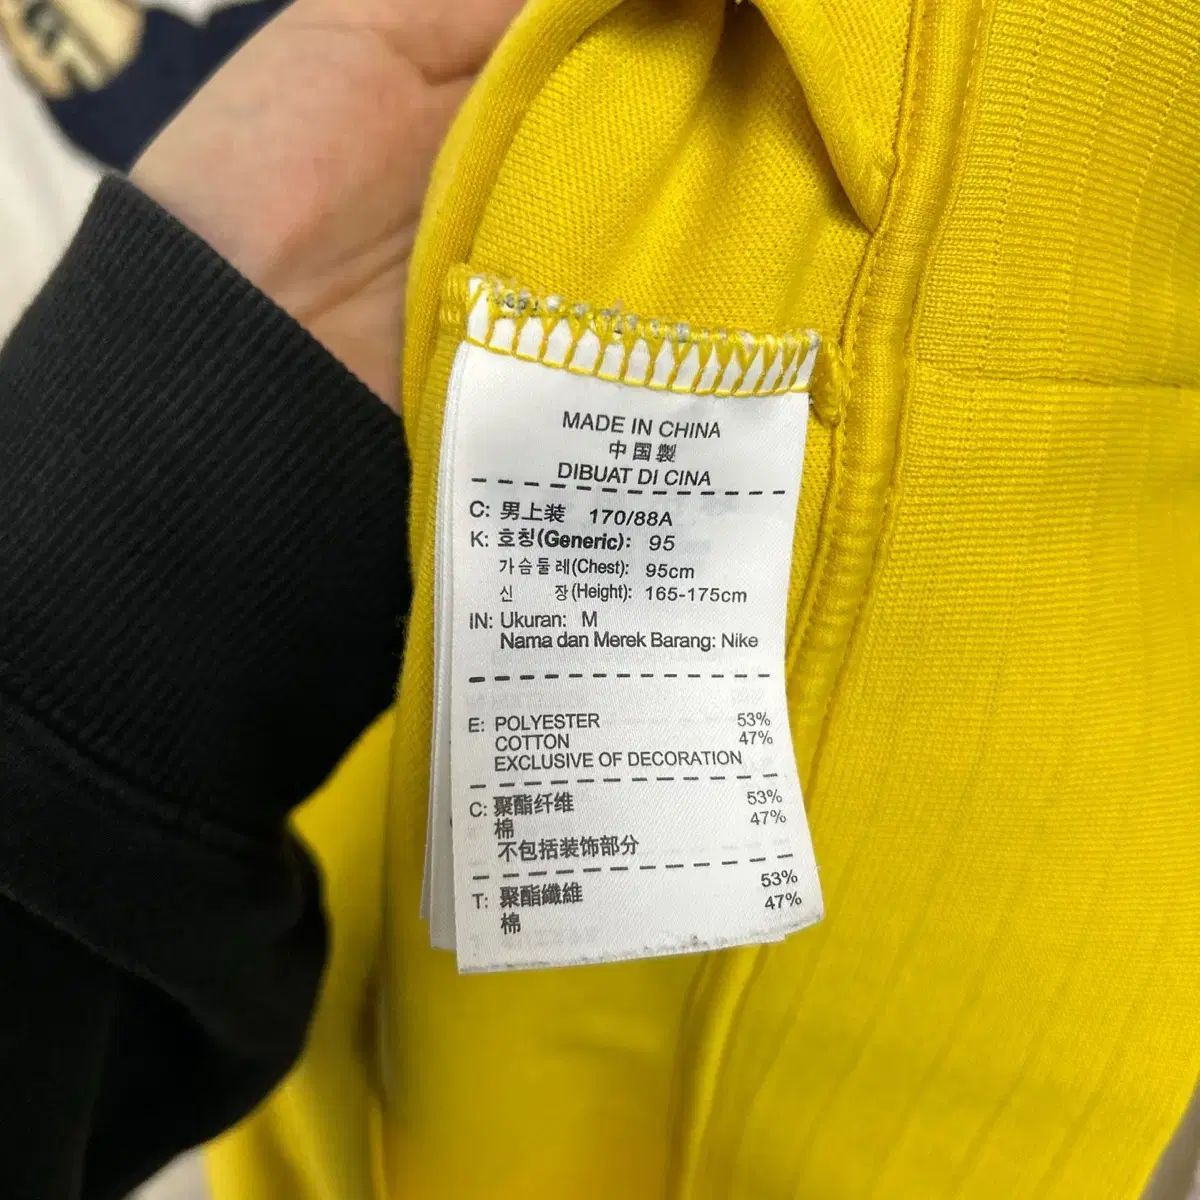 MADE IN CHINA
中国製
DIBUAT DI CINA
C: 男上装 170/88A
K: 호칭(Generic): 95
가슴둘레(Chest): 95cm
신 장(Height): 165-175cm
IN: Ukuran: M
Nama dan Merek Barang: Nike
E: POLYESTER 53%
COTTON 47%
EXCLUSIVE OF DECORATION
C: 聚酯纤维 53%
棉 47%
不包括装饰部分
T: 聚酯纖維 53%
棉 47%